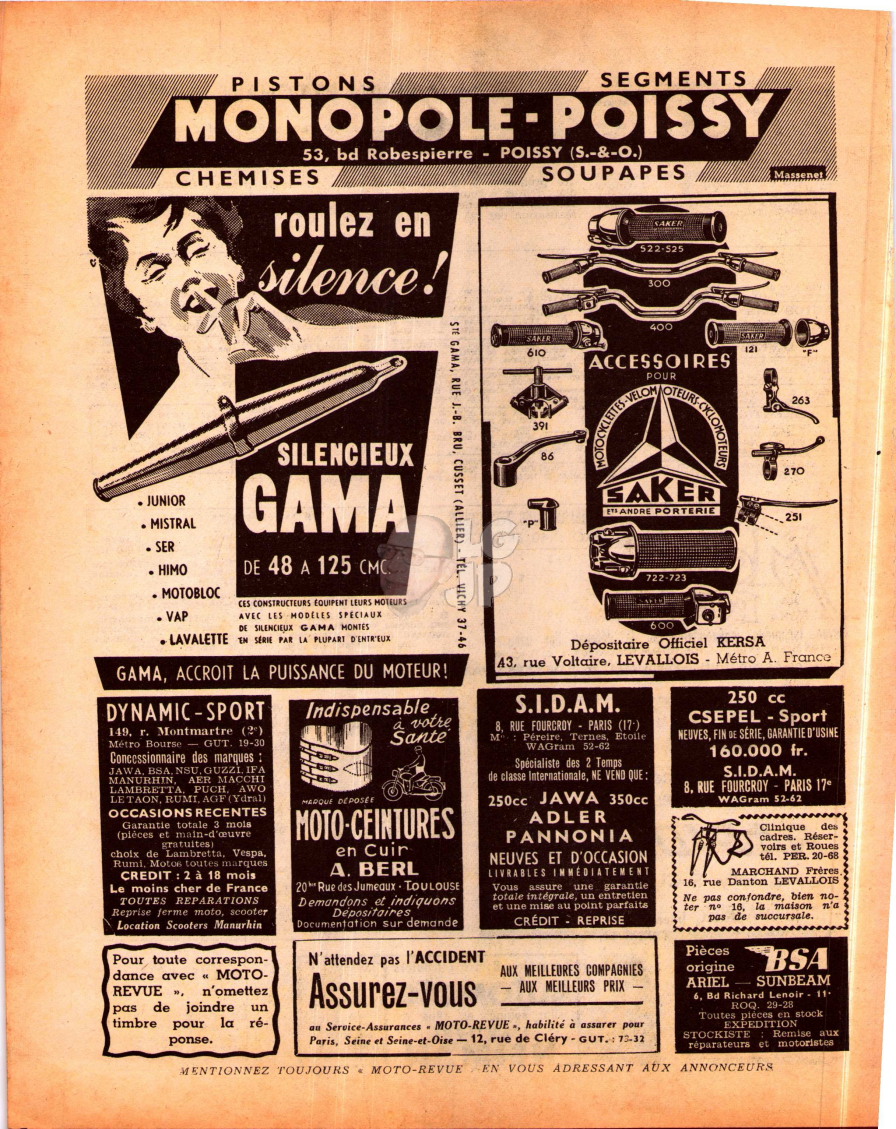 PISTONS SEGMENTS
MONOPOLE-POISSY
53, bd Robespierre - POISSY (S.-&-O.)
CHEMISES SOUPAPES
Massenet
roulez en
silence!
SILENCIEUX
GAMA
DE 48 A 125 CMC.
• JUNIOR
• MISTRAL
• SER
• HIMO
• MOTOBLOC
• VAP
• LAVALETTE
CES CONSTRUCTEURS ÉQUIPENT LEURS MOTEURS
AVEC LES MODÈLES SPÉCIAUX
DE SILENCIEUX GAMA MONTÉS
EN SÉRIE PAR LA PLUPART D'ENTR'EUX
STÉ GAMA, RUE J.-B. BRU, CUSSET (ALLIER) - TÉL. VICHY 37-46
GAMA, ACCROIT LA PUISSANCE DU MOTEUR!
SAKER
522-525
300
400
SAKER
610
SAKER
121
"F"
ACCESSOIRES
POUR
MOTOCYCLETTES-VELOMOTEURS-CYCLOMOTEURS
391
263
86
270
SAKER
ETS ANDRE PORTERIE
"P"
251
722-723
SAKER
600
Dépositaire Officiel KERSA
43, rue Voltaire, LEVALLOIS - Métro A. France
DYNAMIC-SPORT
149, r. Montmartre (2e)
Métro Bourse — GUT. 19-30
Concessionnaire des marques :
JAWA, BSA, NSU, GUZZI, IFA
MANURHIN, AER MACCHI
LAMBRETTA, PUCH, AWO
LE TAON, RUMI, AGF (Ydral)
OCCASIONS RECENTES
Garantie totale 3 mois
(pièces et main-d'œuvre
gratuites)
choix de Lambretta, Vespa,
Rumi, Motos toutes marques
CREDIT : 2 à 18 mois
Le moins cher de France
TOUTES REPARATIONS
Reprise ferme moto, scooter
Location Scooters Manurhin
Indispensable
à votre
Santé
MARQUE DÉPOSÉE
MOTO-CEINTURES
en Cuir
A. BERL
20bis Rue des Jumeaux - TOULOUSE
Demandons et indiquons
Dépositaires
Documentation sur demande
S.I.D.A.M.
8, RUE FOURCROY - PARIS (17e)
Mos : Péreire, Ternes, Etoile
WAGram 52-62
Spécialiste des 2 Temps
de classe Internationale, NE VEND QUE :
250cc JAWA 350cc
ADLER
PANNONIA
NEUVES ET D'OCCASION
LIVRABLES IMMÉDIATEMENT
Vous assure une garantie
totale intégrale, un entretien
et une mise au point parfaits
CRÉDIT - REPRISE
250 cc
CSEPEL - Sport
NEUVES, FIN DE SÉRIE, GARANTIE D'USINE
160.000 fr.
S.I.D.A.M.
8, RUE FOURCROY - PARIS 17e
WAGram 52-62
Clinique des
cadres. Réser-
voirs et Roues
tél. PER. 20-68
MARCHAND Frères
16, rue Danton LEVALLOIS
Ne pas confondre, bien no-
ter n° 16, la maison n'a
pas de succursale.
Pour toute correspon-
dance avec « MOTO-
REVUE », n'omettez
pas de joindre un
timbre pour la ré-
ponse.
N'attendez pas l'ACCIDENT
Assurez-vous
AUX MEILLEURES COMPAGNIES
— AUX MEILLEURS PRIX —
au Service-Assurances « MOTO-REVUE », habilité à assurer pour
Paris, Seine et Seine-et-Oise — 12, rue de Cléry - GUT. : 73-32
Pièces
origine BSA
ARIEL — SUNBEAM
6, Bd Richard Lenoir - 11e
ROQ. 29-28
Toutes pièces en stock
EXPEDITION
STOCKISTE : Remise aux
réparateurs et motoristes
MENTIONNEZ TOUJOURS « MOTO-REVUE » EN VOUS ADRESSANT AUX ANNONCEURS
LG
JP